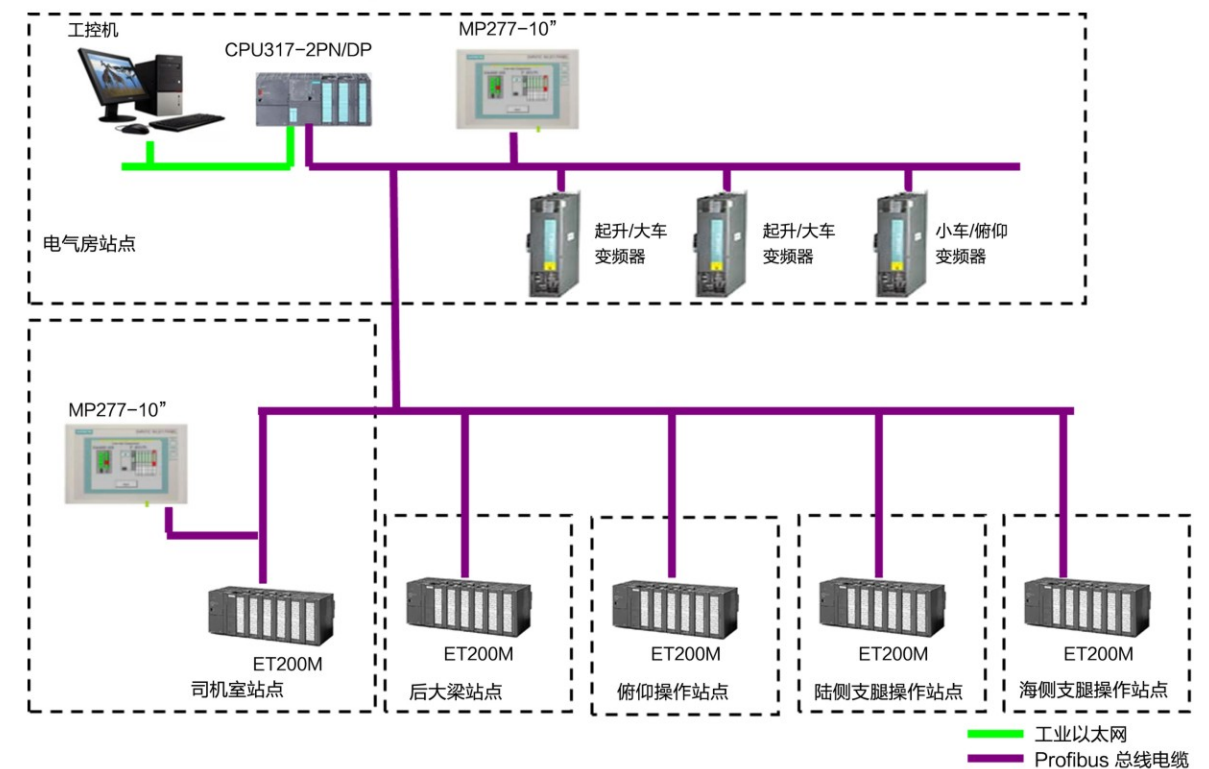 工控机
CPU317-2PN/DP
MP277-10”
起升/大车
变频器
起升/大车
变频器
小车/俯仰
变频器
电气房站点
MP277-10”
ET200M
司机室站点
ET200M
后大梁站点
ET200M
俯仰操作站点
ET200M
陆侧支腿操作站点
ET200M
海侧支腿操作站点
工业以太网
Profibus 总线电缆